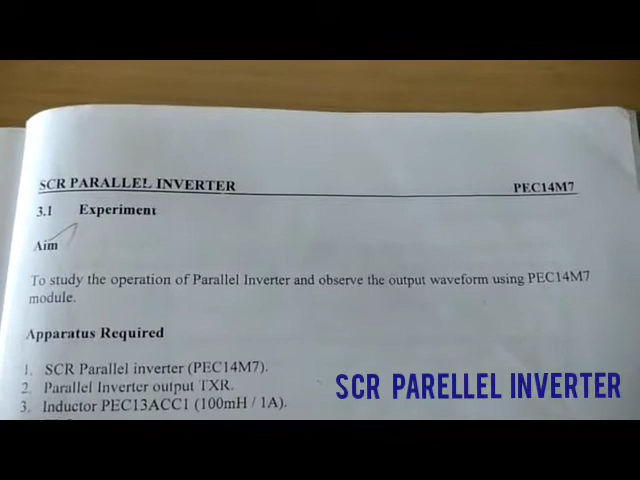 SCR PARALLEL INVERTER PEC14M7
3.1 Experiment
Aim
To study the operation of Parallel Inverter and observe the output waveform using PEC14M7
module.
Apparatus Required
1. SCR Parallel inverter (PEC14M7).
2. Parallel Inverter output TXR.
3. Inductor PEC13ACC1 (100mH / 1A).
SCR PARELLEL INVERTER